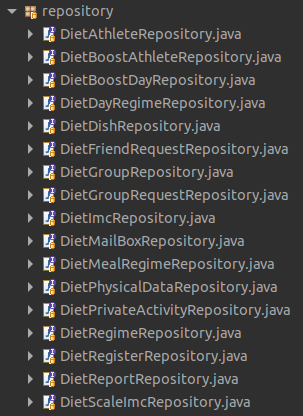 repository
DietAthleteRepository.java
DietBoostAthleteRepository.java
DietBoostDayRepository.java
DietDayRegimeRepository.java
DietDishRepository.java
DietFriendRequestRepository.java
DietGroupRepository.java
DietGroupRequestRepository.java
DietImcRepository.java
DietMailBoxRepository.java
DietMealRegimeRepository.java
DietPhysicalDataRepository.java
DietPrivateActivityRepository.java
DietRegimeRepository.java
DietRegisterRepository.java
DietReportRepository.java
DietScaleImcRepository.java